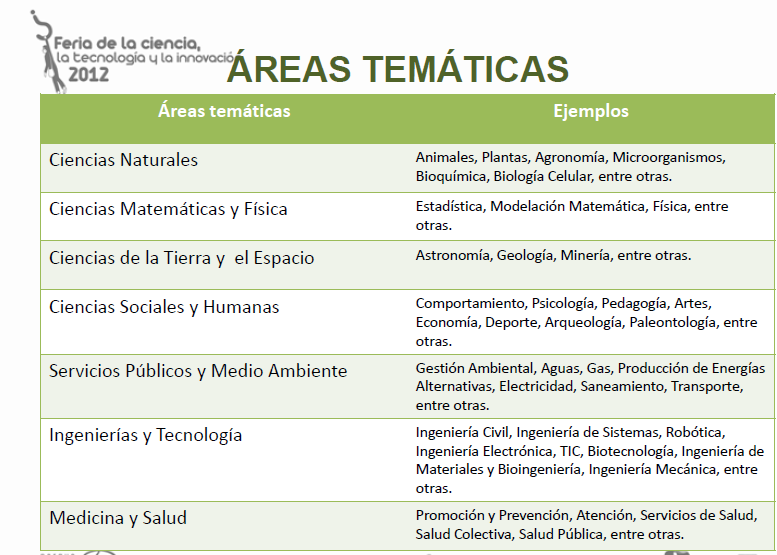 Feria de la ciencia,
la tecnología y la innovació
2012
ÁREAS TEMÁTICAS
Áreas temáticas
Ejemplos
Ciencias Naturales
Animales, Plantas, Agronomía, Microorganismos,
Bioquímica, Biología Celular, entre otras.
Ciencias Matemáticas y Física
Estadística, Modelación Matemática, Física, entre
otras.
Ciencias de la Tierra y el Espacio
Astronomía, Geología, Minería, entre otras.
Ciencias Sociales y Humanas
Comportamiento, Psicología, Pedagogía, Artes,
Economía, Deporte, Arqueología, Paleontología, entre
otras.
Servicios Públicos y Medio Ambiente
Gestión Ambiental, Aguas, Gas, Producción de Energías
Alternativas, Electricidad, Saneamiento, Transporte,
entre otras.
Ingenierías y Tecnología
Ingeniería Civil, Ingeniería de Sistemas, Robótica,
Ingeniería Electrónica, TIC, Biotecnología, Ingeniería de
Materiales y Bioingeniería, Ingeniería Mecánica, entre
otras.
Medicina y Salud
Promoción y Prevención, Atención, Servicios de Salud,
Salud Colectiva, Salud Pública, entre otras.